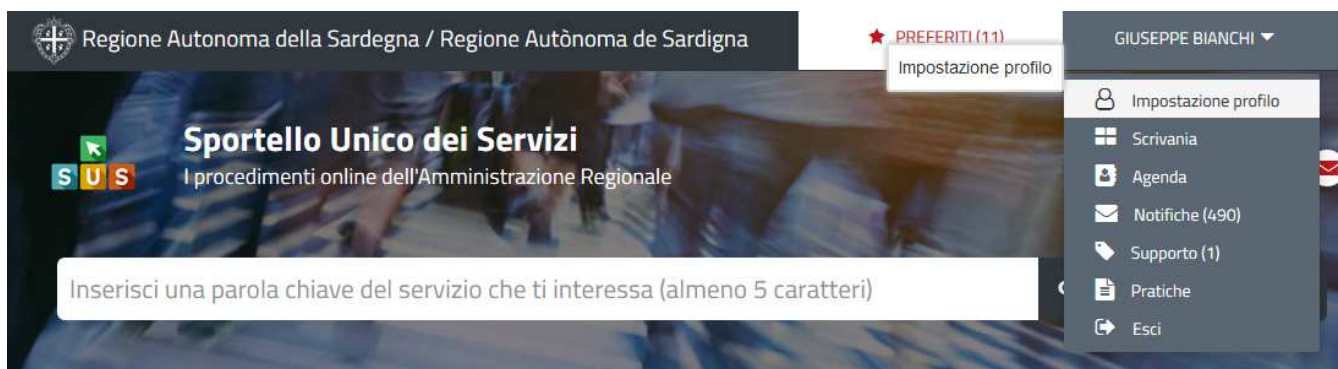 Regione Autonoma della Sardegna / Regione Autònoma de Sardigna
PREFERITI (11)
GIUSEPPE BIANCHI
Impostazione profilo
Impostazione profilo
Scrivania
Agenda
Notifiche (490)
Supporto (1)
Pratiche
Esci
Sportello Unico dei Servizi
I procedimenti online dell'Amministrazione Regionale
SUS
Inserisci una parola chiave del servizio che ti interessa (almeno 5 caratteri)